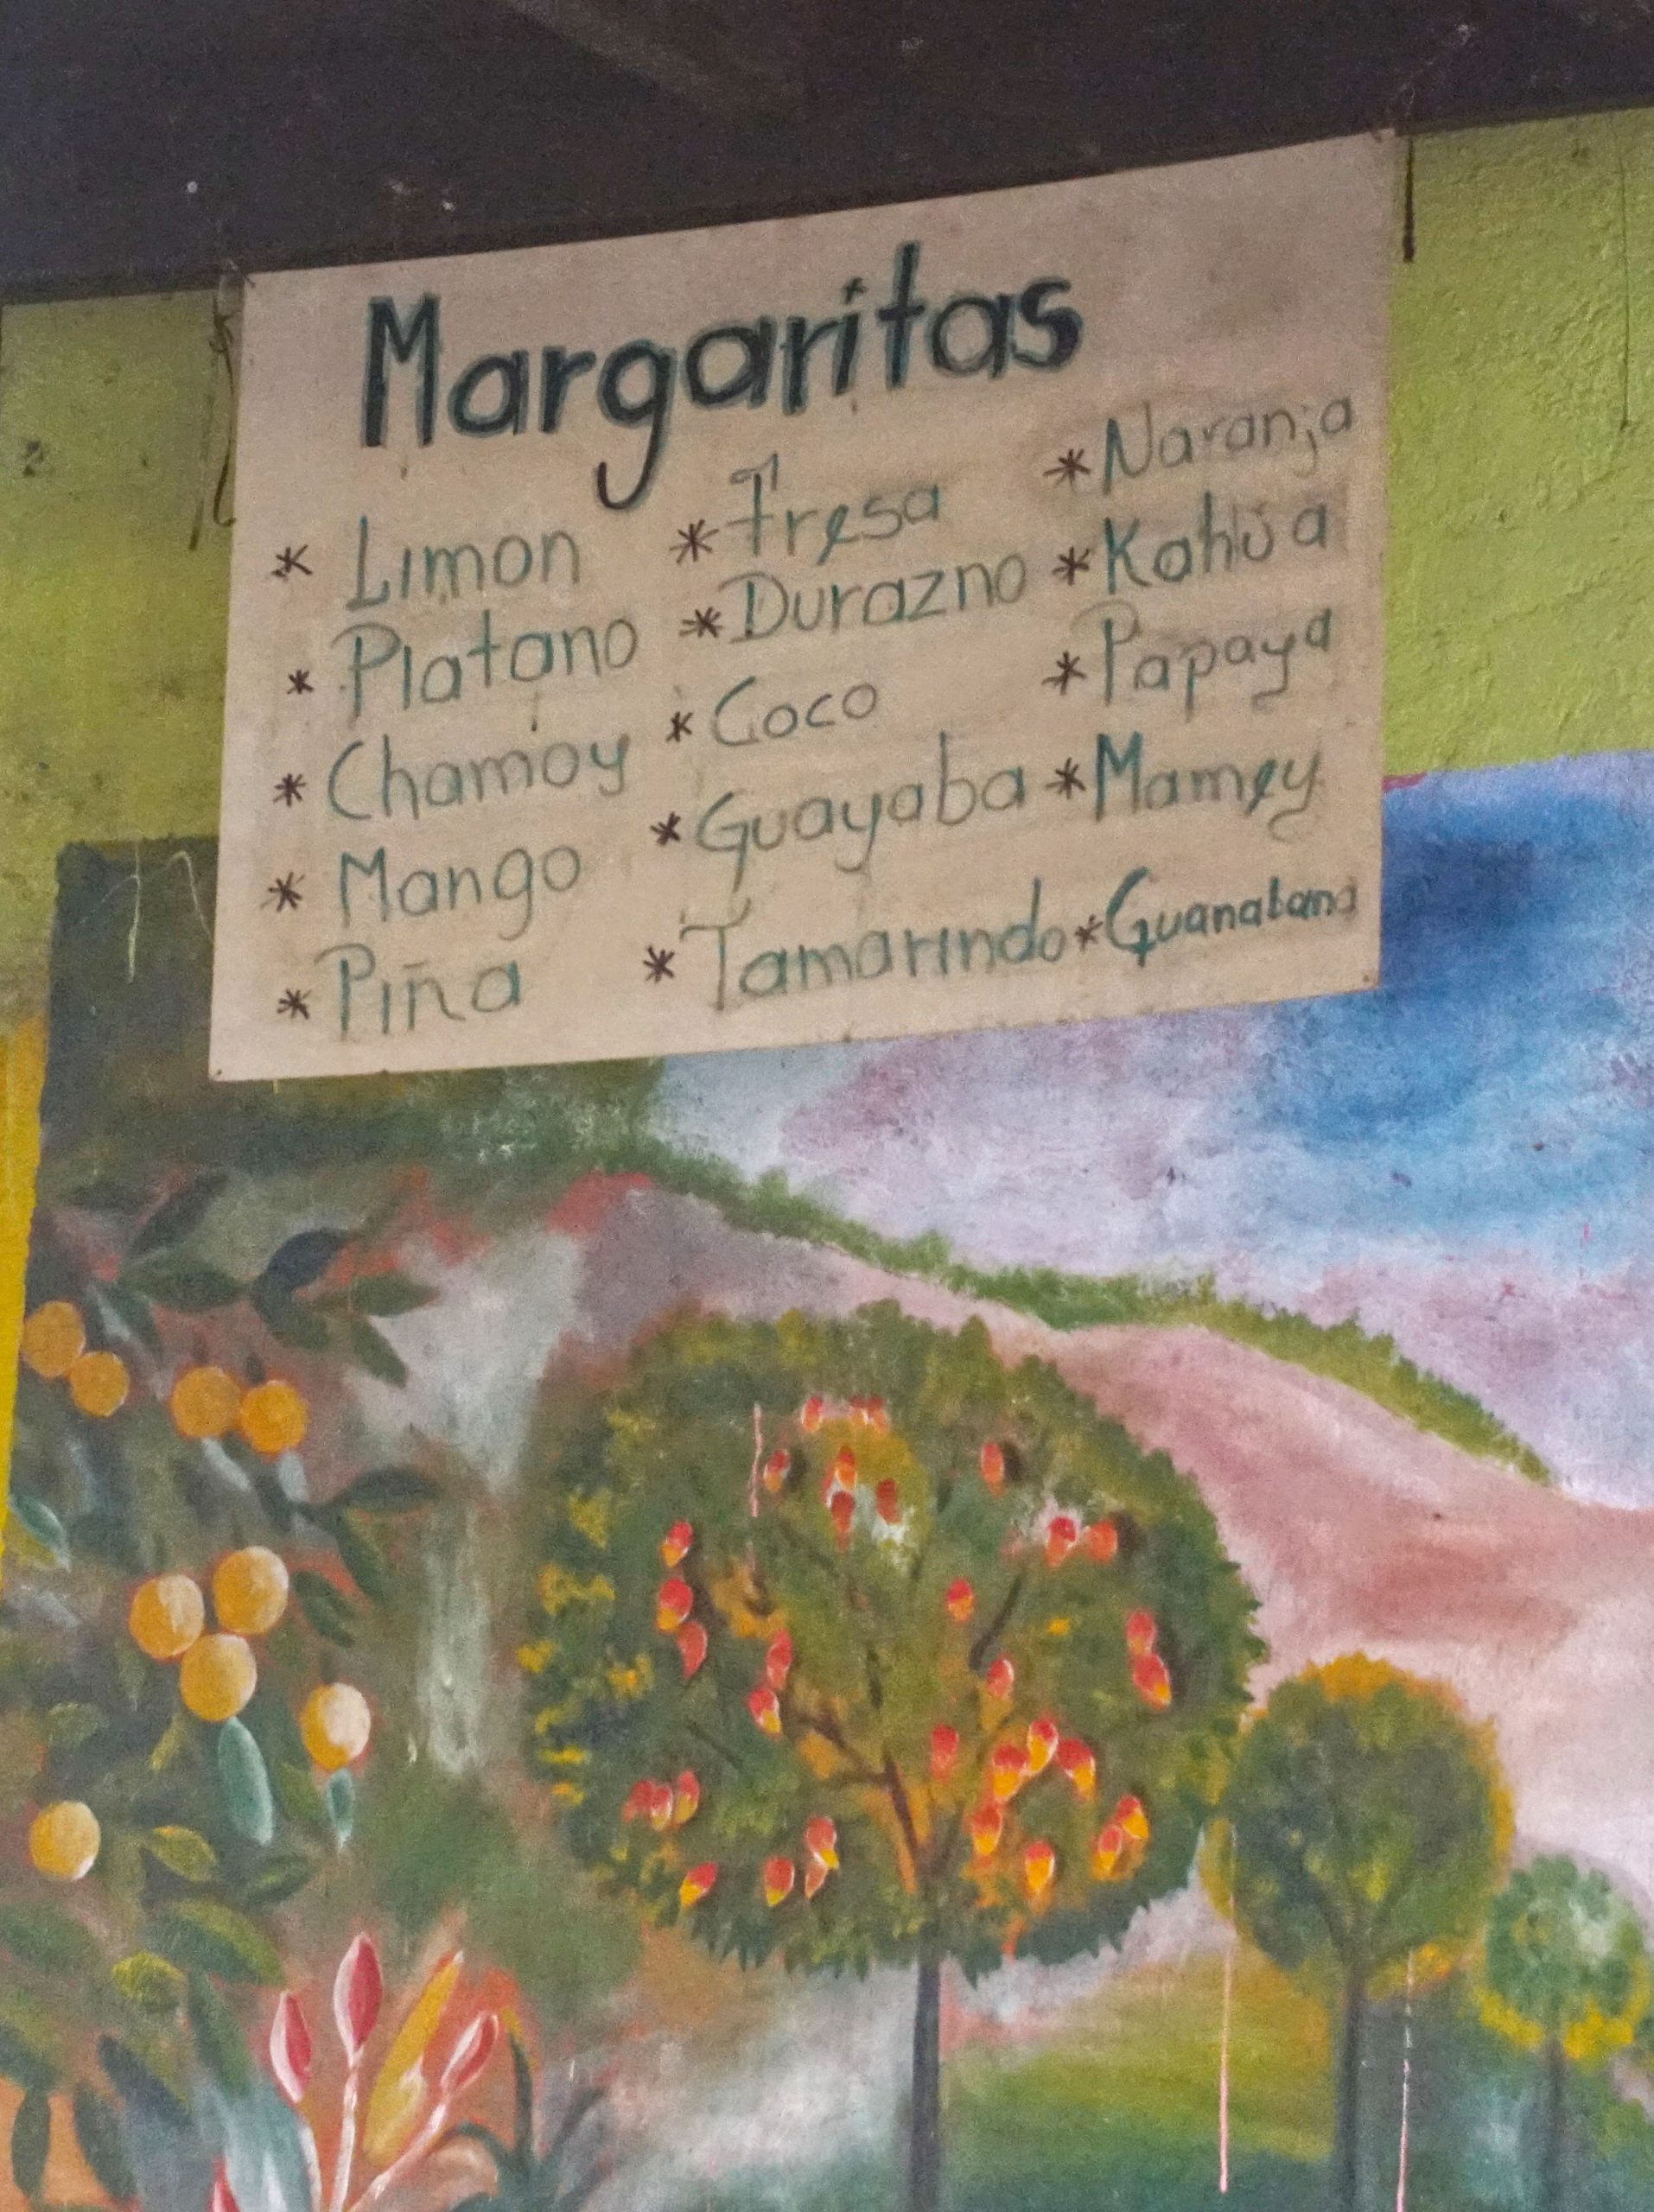 Margaritas
* Limon
* Platano
* Chamoy
* Mango
* Piña
* Fresa
* Durazno
* Coco
* Guayaba
* Tamarindo
* Naranja
* Kahlúa
* Papaya
* Mamey
* Guanabana